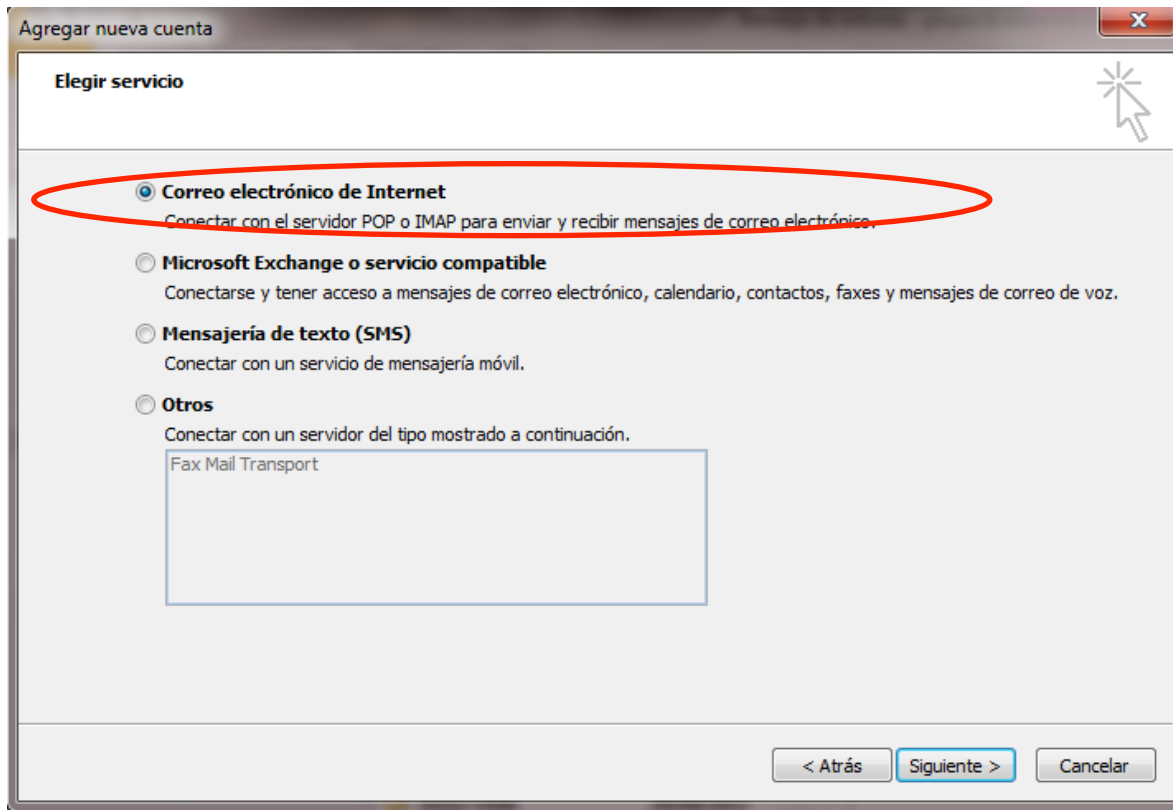 Agregar nueva cuenta
Elegir servicio
Correo electrónico de Internet
Conectar con el servidor POP o IMAP para enviar y recibir mensajes de correo electrónico.
Microsoft Exchange o servicio compatible
Conectarse y tener acceso a mensajes de correo electrónico, calendario, contactos, faxes y mensajes de correo de voz.
Mensajería de texto (SMS)
Conectar con un servicio de mensajería móvil.
Otros
Conectar con un servidor del tipo mostrado a continuación.
Fax Mail Transport
< Atrás Siguiente > Cancelar